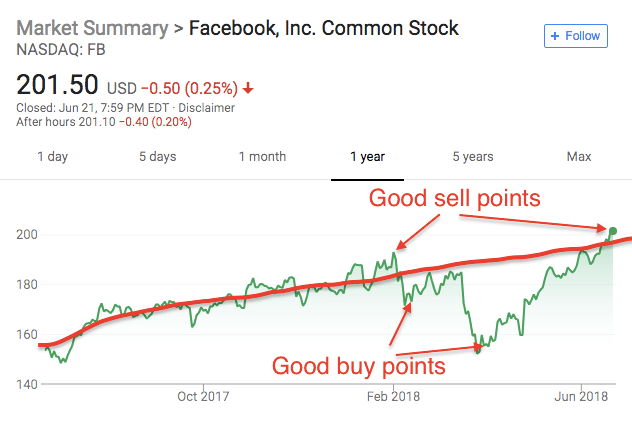 Market Summary > Facebook, Inc. Common Stock
NASDAQ: FB
+ Follow
201.50 USD −0.50 (0.25%)
Closed: Jun 21, 7:59 PM EDT · Disclaimer
After hours 201.10 −0.40 (0.20%)
1 day 5 days 1 month 1 year 5 years Max
Good sell points
200
180
160
Good buy points
140
Oct 2017 Feb 2018 Jun 2018